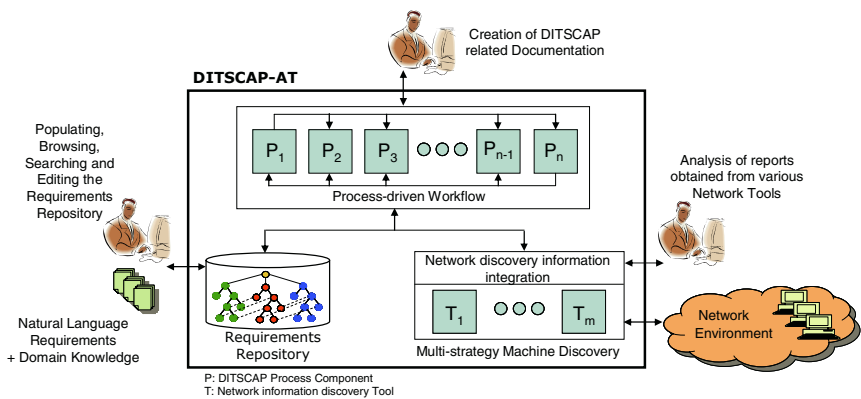 Creation of DITSCAP
related Documentation
DITSCAP-AT
Populating,
Browsing,
Searching and
Editing the
Requirements
Repository
P1
P2
P3
Pn-1
Pn
Process-driven Workflow
Analysis of reports
obtained from various
Network Tools
Network discovery information
integration
T1
Tm
Multi-strategy Machine Discovery
Requirements
Repository
Network
Environment
Natural Language
Requirements
+ Domain Knowledge
P: DITSCAP Process Component
T: Network information discovery Tool